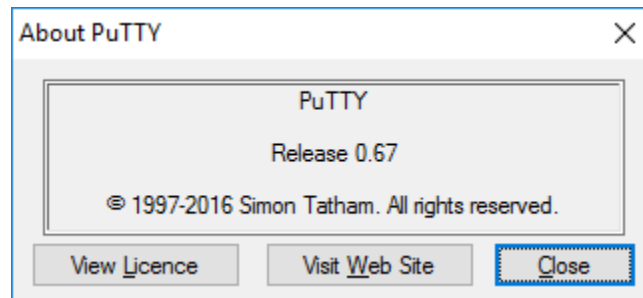 About PuTTY
PuTTY
Release 0.67
© 1997-2016 Simon Tatham. All rights reserved.
View Licence
Visit Web Site
Close